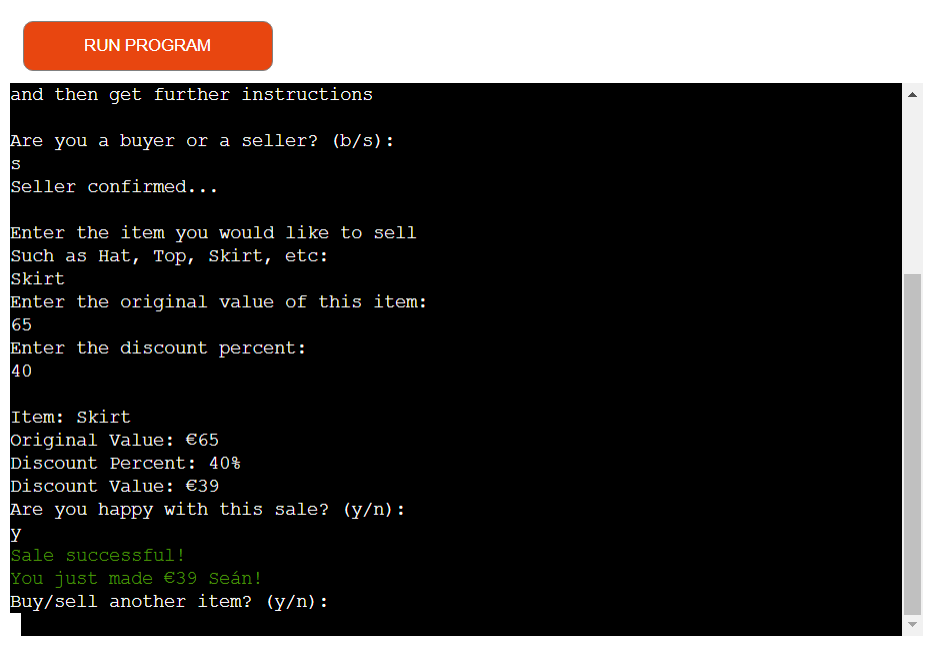 RUN PROGRAM
and then get further instructions
Are you a buyer or a seller? (b/s):
s
Seller confirmed...
Enter the item you would like to sell
Such as Hat, Top, Skirt, etc:
Skirt
Enter the original value of this item:
65
Enter the discount percent:
40
Item: Skirt
Original Value: €65
Discount Percent: 40%
Discount Value: €39
Are you happy with this sale? (y/n):
y
Sale successful!
You just made €39 Seán!
Buy/sell another item? (y/n):